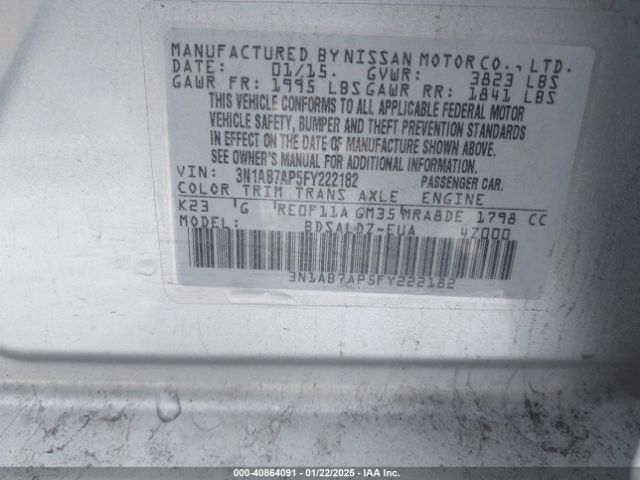 MANUFACTURED BY NISSAN MOTOR CO., LTD.
DATE: 01/15. GVWR: 3823 LBS
GAWR FR: 1995 LBS GAWR RR: 1841 LBS
THIS VEHICLE CONFORMS TO ALL APPLICABLE FEDERAL MOTOR
VEHICLE SAFETY, BUMPER AND THEFT PREVENTION STANDARDS
IN EFFECT ON THE DATE OF MANUFACTURE SHOWN ABOVE.
SEE OWNER'S MANUAL FOR ADDITIONAL INFORMATION.
VIN: 3N1AB7AP5FY222182 PASSENGER CAR.
COLOR TRIM TRANS AXLE ENGINE
K23 G RE0F11A GM35 MRA8DE 1798 CC
MODEL: BDSALDZ-EUA 4Z000
3N1AB7AP5FY222182
000-40864091 - 01/22/2025 - IAA Inc.